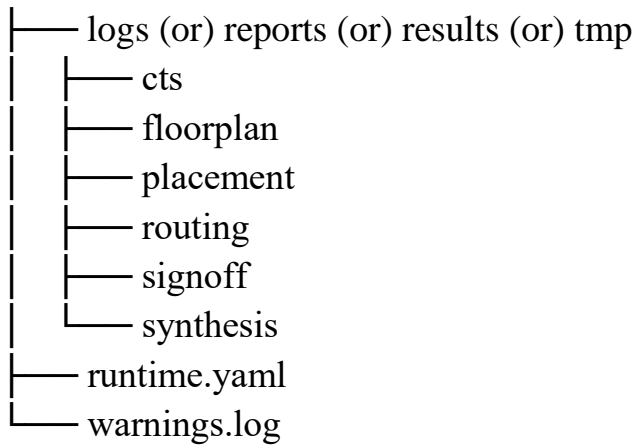 logs (or) reports (or) results (or) tmp
cts
floorplan
placement
routing
signoff
synthesis
runtime.yaml
warnings.log